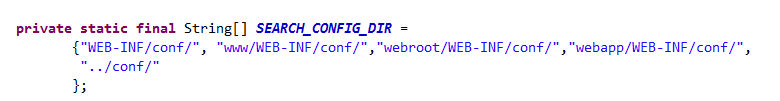 private static final String[] SEARCH_CONFIG_DIR =
{"WEB-INF/conf/", "www/WEB-INF/conf/","webroot/WEB-INF/conf/","webapp/WEB-INF/conf/",
"../conf/"
};